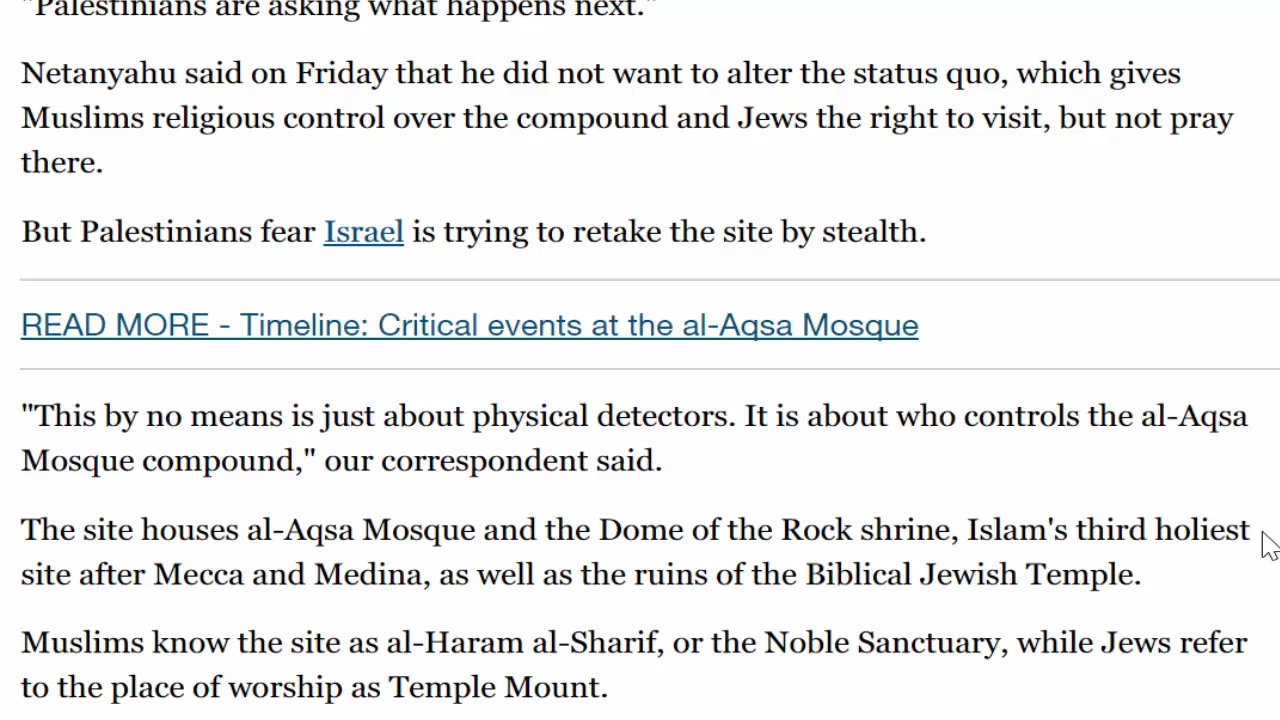 "Palestinians are asking what happens next."
Netanyahu said on Friday that he did not want to alter the status quo, which gives
Muslims religious control over the compound and Jews the right to visit, but not pray
there.
But Palestinians fear Israel is trying to retake the site by stealth.
READ MORE - Timeline: Critical events at the al-Aqsa Mosque
"This by no means is just about physical detectors. It is about who controls the al-Aqsa
Mosque compound," our correspondent said.
The site houses al-Aqsa Mosque and the Dome of the Rock shrine, Islam's third holiest
site after Mecca and Medina, as well as the ruins of the Biblical Jewish Temple.
Muslims know the site as al-Haram al-Sharif, or the Noble Sanctuary, while Jews refer
to the place of worship as Temple Mount.